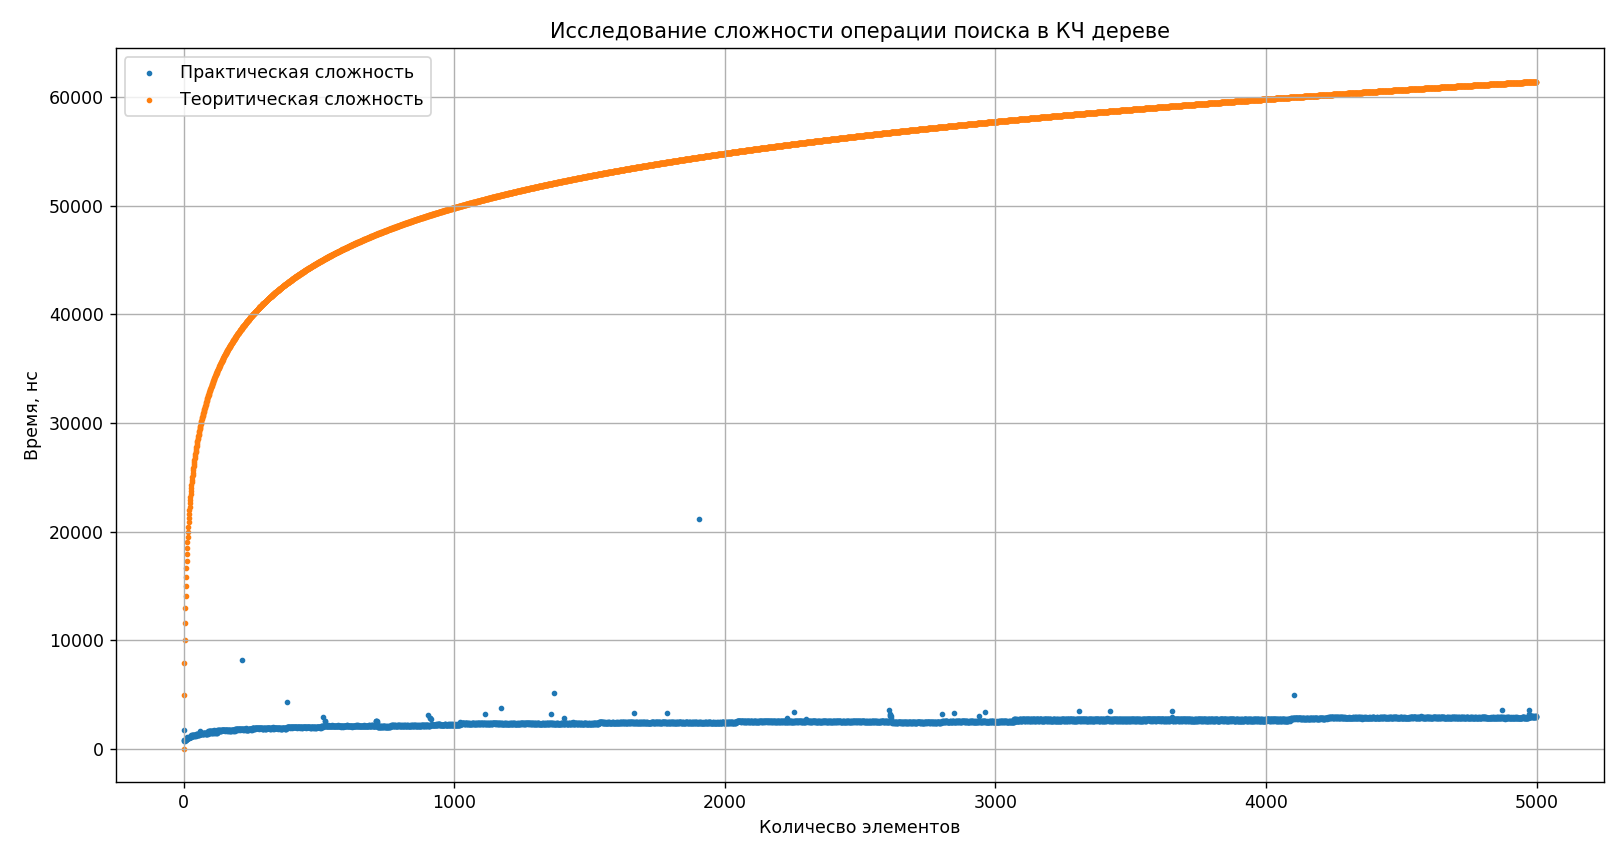 Исследование сложности операции поиска в КЧ дереве
Практическая сложность
Теоритическая сложность
60000
50000
40000
30000
20000
10000
0
Время, нс
0 1000 2000 3000 4000 5000
Количесво элементов